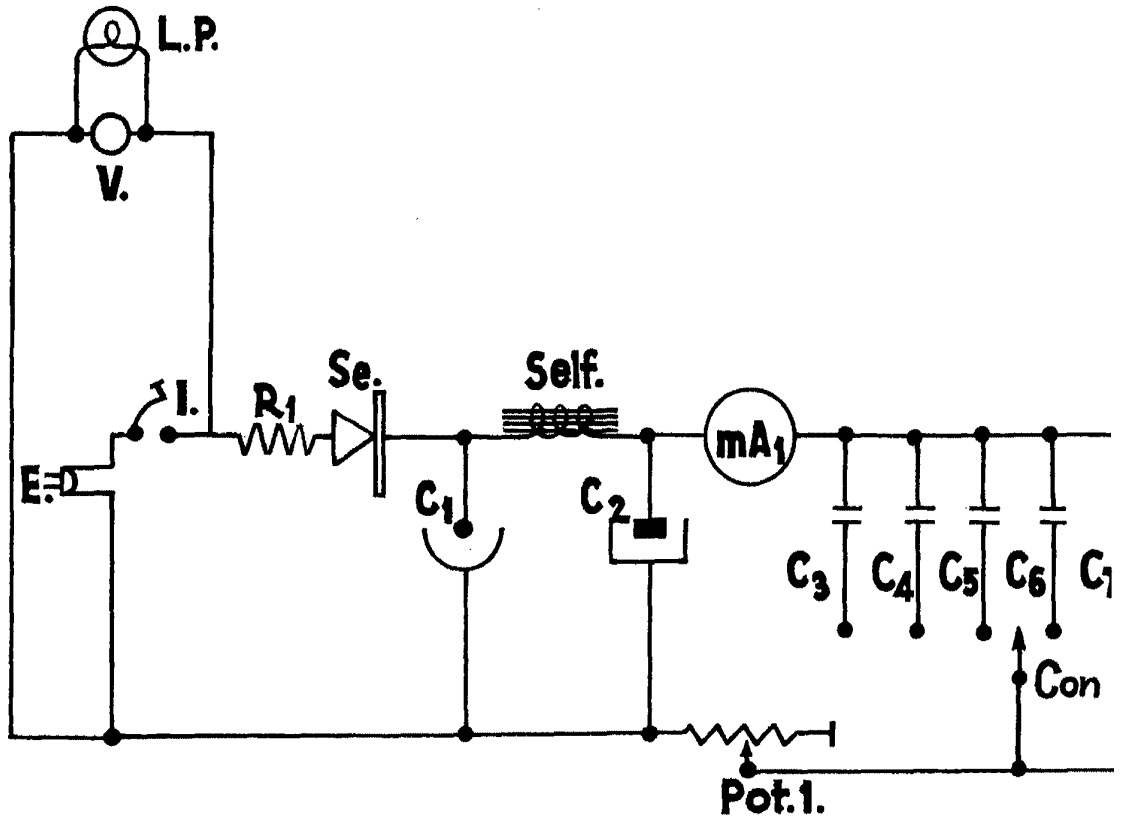 L.P.
V.
Se.
Self.
I.
R1
mA1
E.
C1
C2
C3
C4
C5
C6
Con
Pot.1.